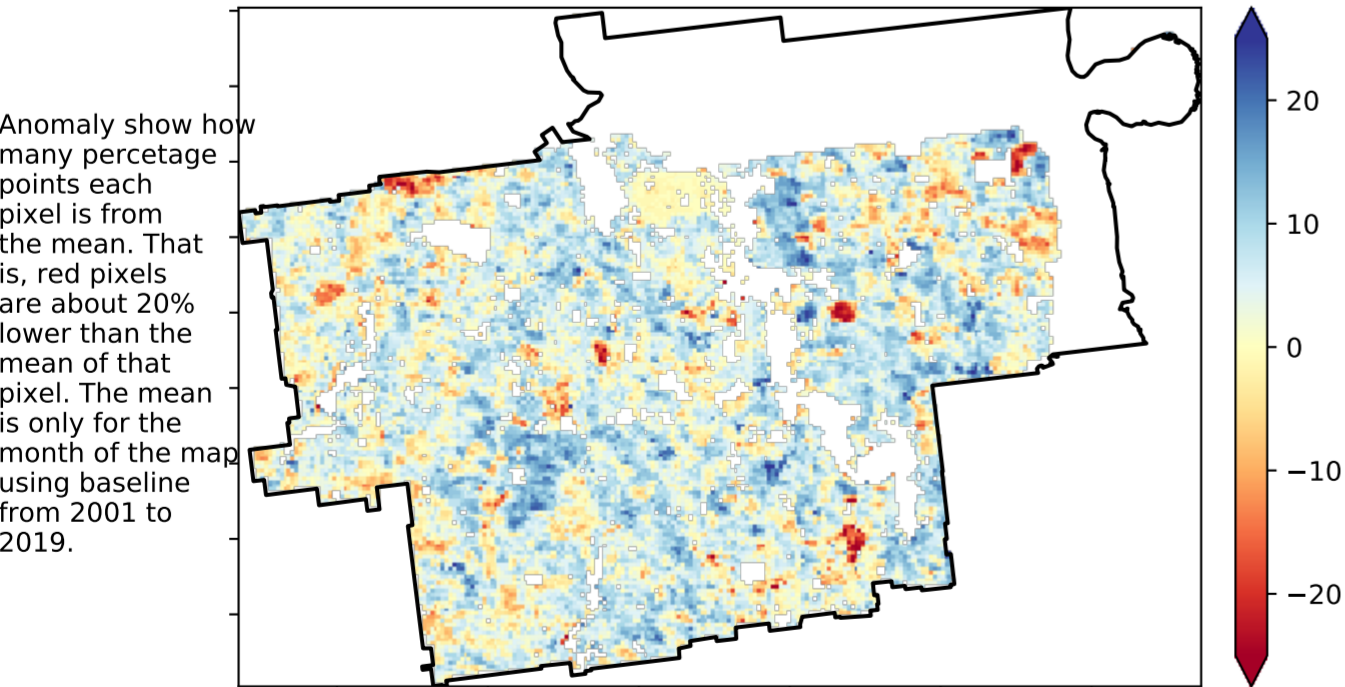 Anomaly show how
many percetage
points each
pixel is from
the mean. That
is, red pixels
are about 20%
lower than the
mean of that
pixel. The mean
is only for the
month of the map
using baseline
from 2001 to
2019.
20
10
0
−10
−20